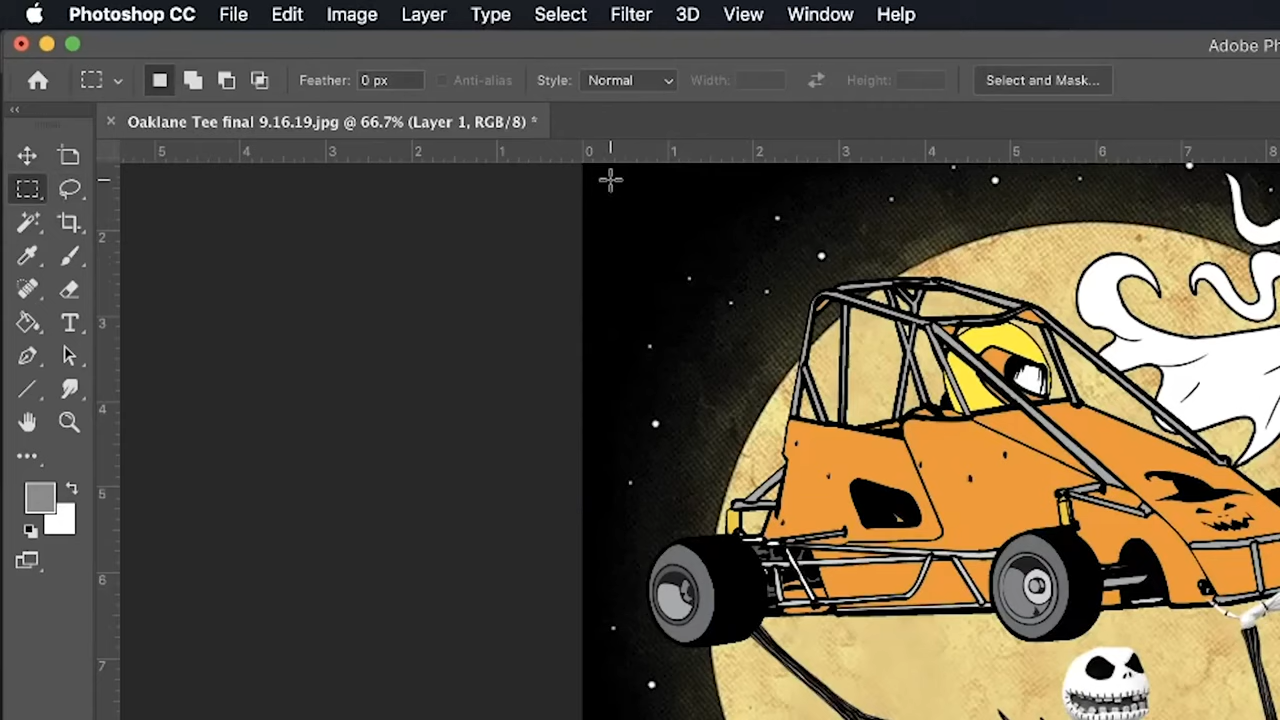 Photoshop CC File Edit Image Layer Type Select Filter 3D View Window Help
Adobe Ph
Feather: 0 px Anti-alias Style: Normal Width: Height: Select and Mask...
× Oaklane Tee final 9.16.19.jpg @ 66.7% (Layer 1, RGB/8) *
5 4 3 2 1 0 1 2 3 4 5 6 7 8
2
3
4
5
6
7